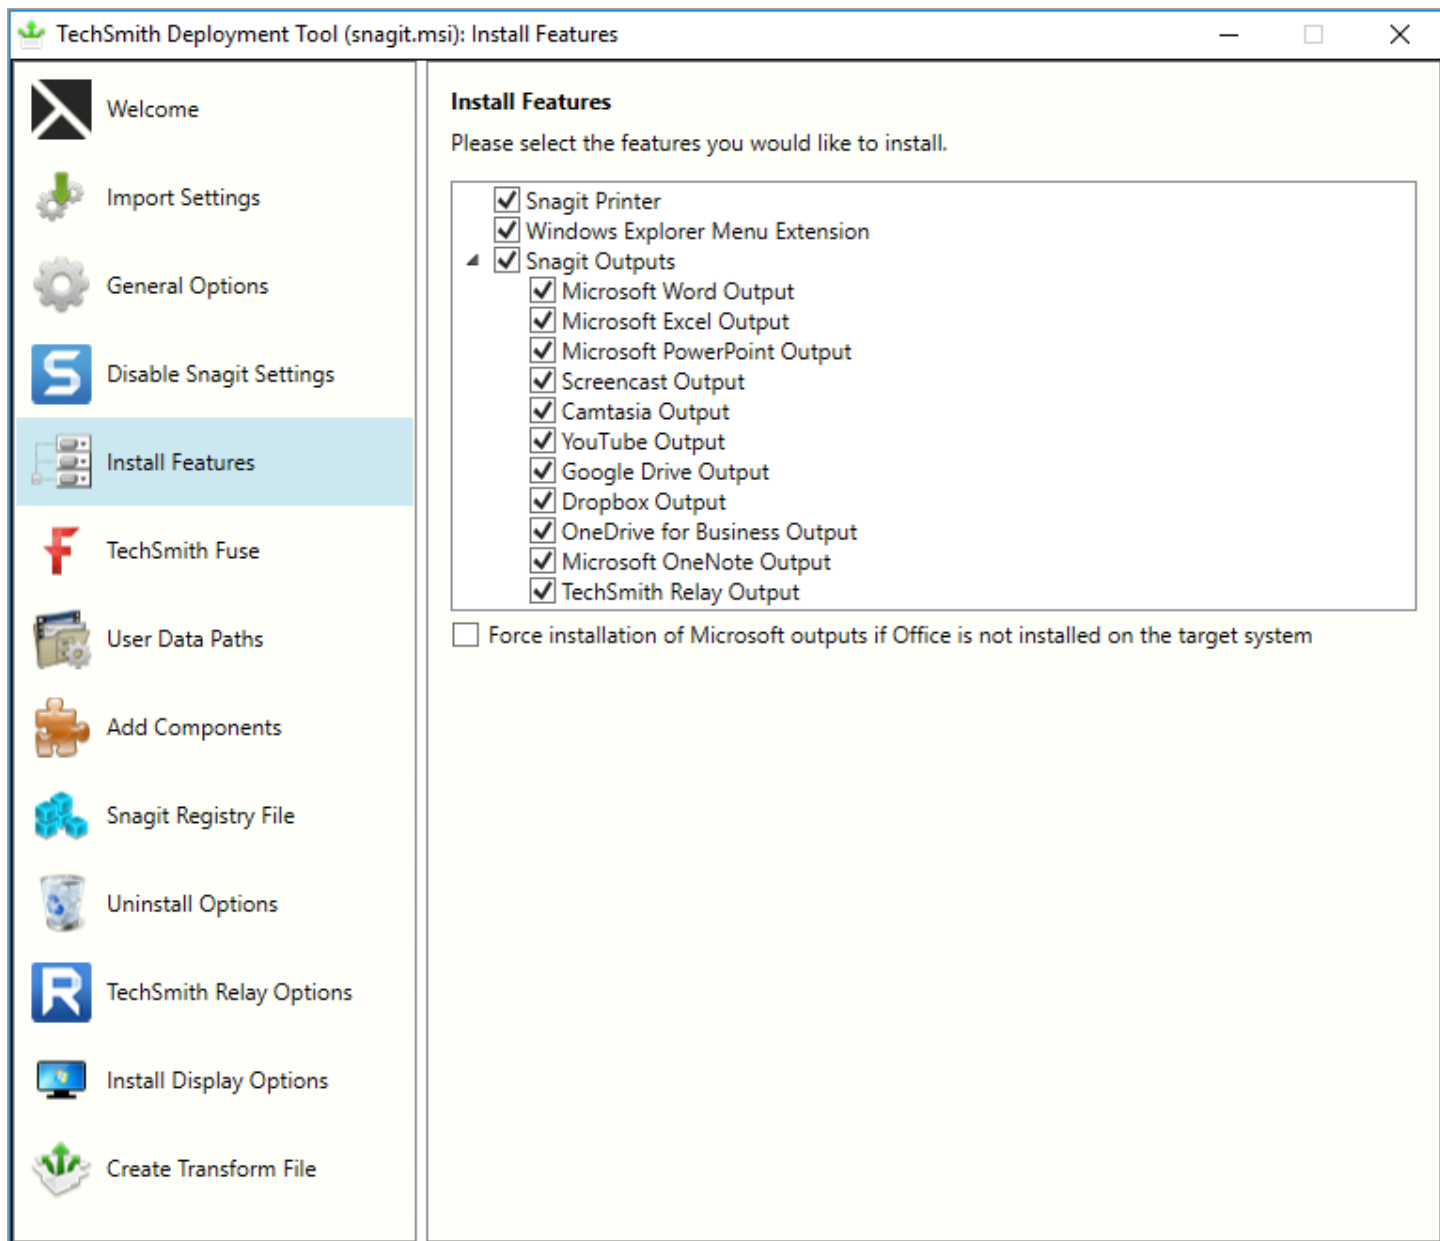 TechSmith Deployment Tool (snagit.msi): Install Features
Welcome
Import Settings
General Options
Disable Snagit Settings
Install Features
TechSmith Fuse
User Data Paths
Add Components
Snagit Registry File
Uninstall Options
TechSmith Relay Options
Install Display Options
Create Transform File
Install Features
Please select the features you would like to install.
Snagit Printer
Windows Explorer Menu Extension
Snagit Outputs
Microsoft Word Output
Microsoft Excel Output
Microsoft PowerPoint Output
Screencast Output
Camtasia Output
YouTube Output
Google Drive Output
Dropbox Output
OneDrive for Business Output
Microsoft OneNote Output
TechSmith Relay Output
Force installation of Microsoft outputs if Office is not installed on the target system